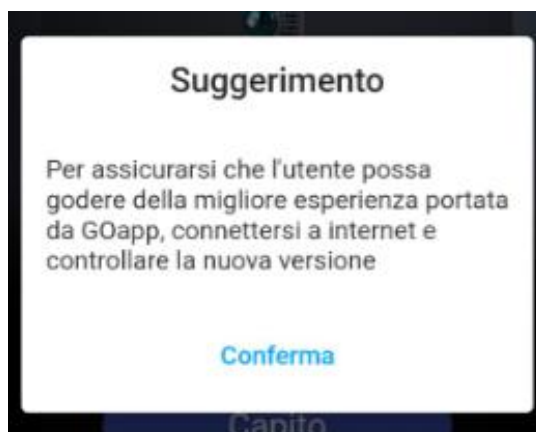 Suggerimento
Per assicurarsi che l'utente possa
godere della migliore esperienza portata
da GOapp, connettersi a internet e
controllare la nuova versione
Conferma
Capito